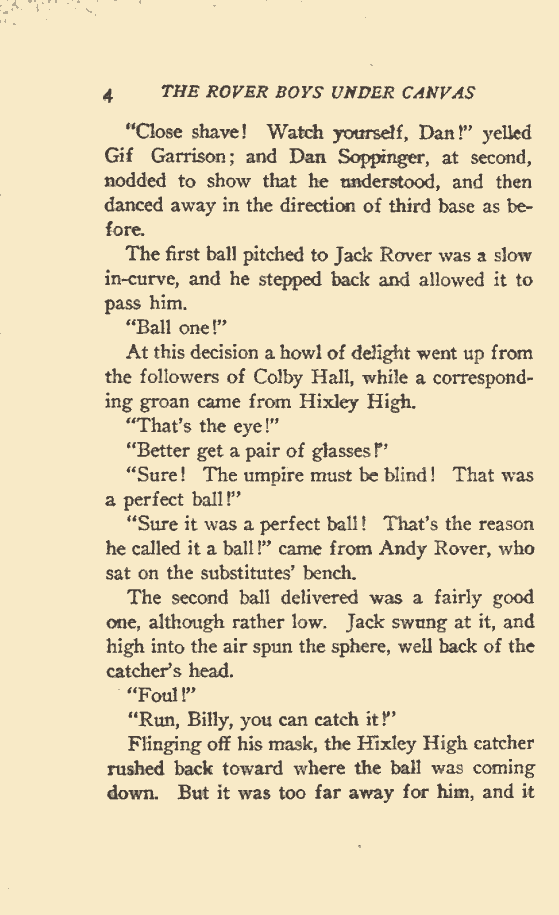 4 THE ROVER BOYS UNDER CANVAS
"Close shave! Watch yourself, Dan!" yelled
Gif Garrison; and Dan Soppinger, at second,
nodded to show that he understood, and then
danced away in the direction of third base as be-
fore.
The first ball pitched to Jack Rover was a slow
in-curve, and he stepped back and allowed it to
pass him.
"Ball one!"
At this decision a howl of delight went up from
the followers of Colby Hall, while a correspond-
ing groan came from Hixley High.
"That's the eye!"
"Better get a pair of glasses!"
"Sure! The umpire must be blind! That was
a perfect ball!"
"Sure it was a perfect ball! That's the reason
he called it a ball!" came from Andy Rover, who
sat on the substitutes' bench.
The second ball delivered was a fairly good
one, although rather low. Jack swung at it, and
high into the air spun the sphere, well back of the
catcher's head.
"Foul!"
"Run, Billy, you can catch it!"
Flinging off his mask, the Hixley High catcher
rushed back toward where the ball was coming
down. But it was too far away for him, and it